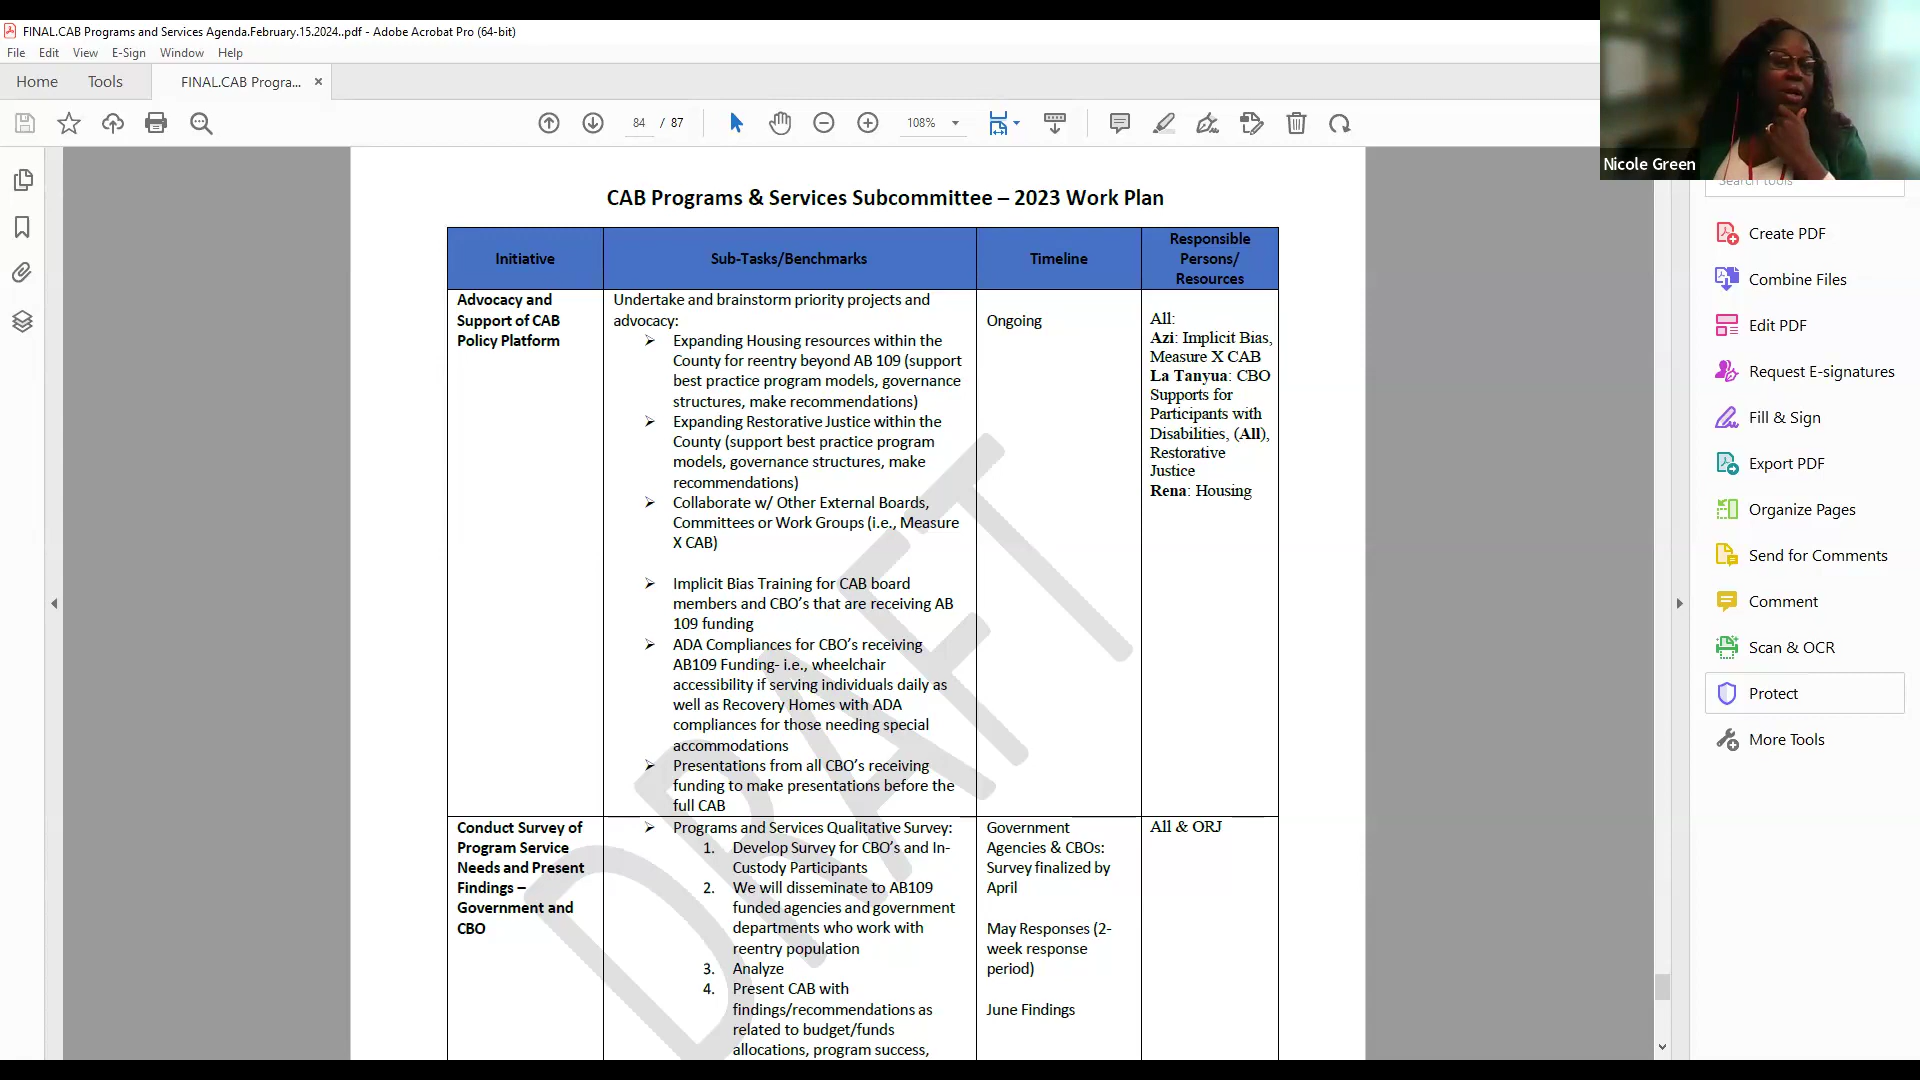 FINAL.CAB Programs and Services Agenda.February.15.2024..pdf - Adobe Acrobat Pro (64-bit)
File Edit View E-Sign Window Help
Home Tools FINAL.CAB Progra... ×
84 / 87 108%
Nicole Green
Search tools
Create PDF
Combine Files
Edit PDF
Request E-signatures
Fill & Sign
Export PDF
Organize Pages
Send for Comments
Comment
Scan & OCR
Protect
More Tools
CAB Programs & Services Subcommittee – 2023 Work Plan
Initiative
Sub-Tasks/Benchmarks
Timeline
Responsible
Persons/
Resources
Advocacy and
Support of CAB
Policy Platform
Undertake and brainstorm priority projects and
advocacy:
➢ Expanding Housing resources within the
County for reentry beyond AB 109 (support
best practice program models, governance
structures, make recommendations)
➢ Expanding Restorative Justice within the
County (support best practice program
models, governance structures, make
recommendations)
➢ Collaborate w/ Other External Boards,
Committees or Work Groups (i.e., Measure
X CAB)
➢ Implicit Bias Training for CAB board
members and CBO’s that are receiving AB
109 funding
➢ ADA Compliances for CBO’s receiving
AB109 Funding- i.e., wheelchair
accessibility if serving individuals daily as
well as Recovery Homes with ADA
compliances for those needing special
accommodations
➢ Presentations from all CBO’s receiving
funding to make presentations before the
full CAB
Ongoing
All:
Azi: Implicit Bias,
Measure X CAB
La Tanyua: CBO
Supports for
Participants with
Disabilities, (All),
Restorative
Justice
Rena: Housing
Conduct Survey of
Program Service
Needs and Present
Findings –
Government and
CBO
➢ Programs and Services Qualitative Survey:
1. Develop Survey for CBO’s and In-
Custody Participants
2. We will disseminate to AB109
funded agencies and government
departments who work with
reentry population
3. Analyze
4. Present CAB with
findings/recommendations as
related to budget/funds
allocations, program success,
Government
Agencies & CBOs:
Survey finalized by
April
May Responses (2-
week response
period)
June Findings
All & ORJ
DRAFT